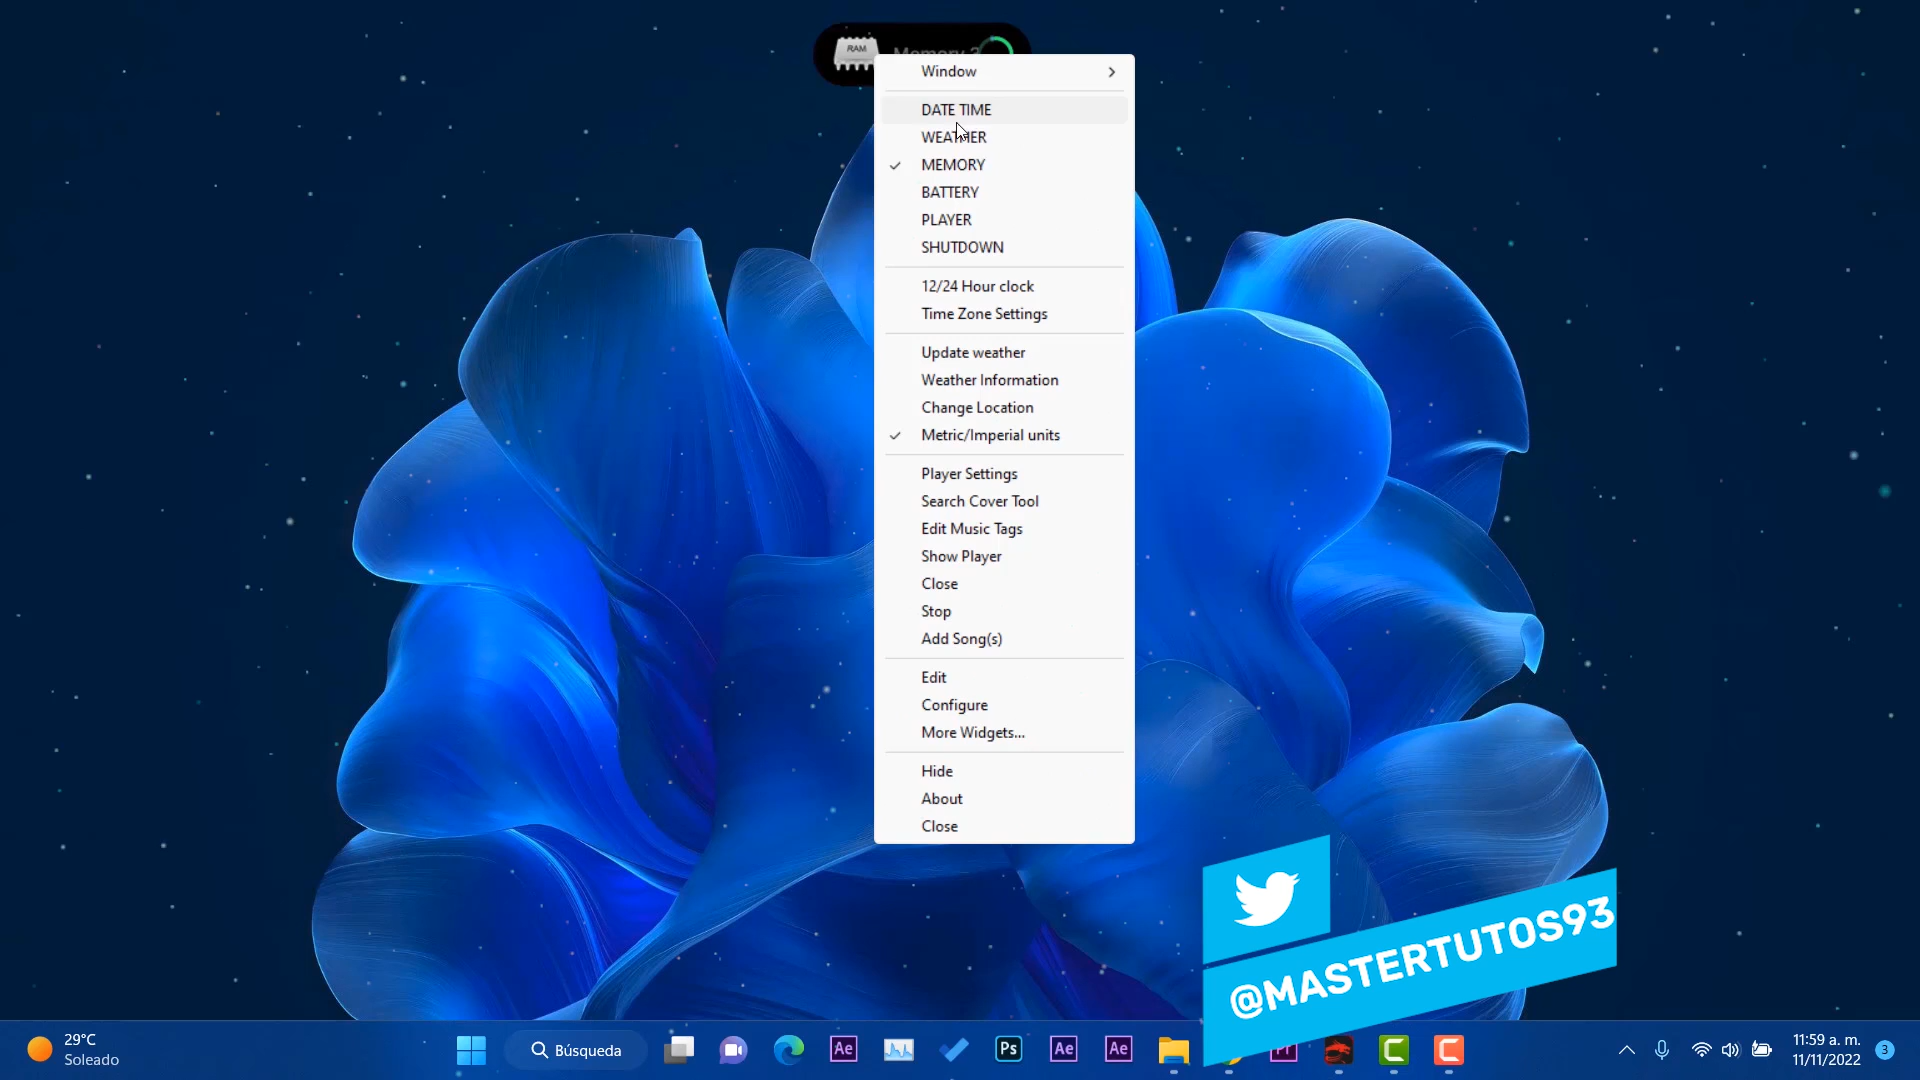 RAM
Memory
Window
DATE TIME
WEATHER
MEMORY
BATTERY
PLAYER
SHUTDOWN
12/24 Hour clock
Time Zone Settings
Update weather
Weather Information
Change Location
Metric/Imperial units
Player Settings
Search Cover Tool
Edit Music Tags
Show Player
Close
Stop
Add Song(s)
Edit
Configure
More Widgets...
Hide
About
Close
@MASTERTUTOS93
29°C
Soleado
Búsqueda
Ae
Ps
Ae
Ae
Pr
C
C
11:59 a. m.
11/11/2022
3